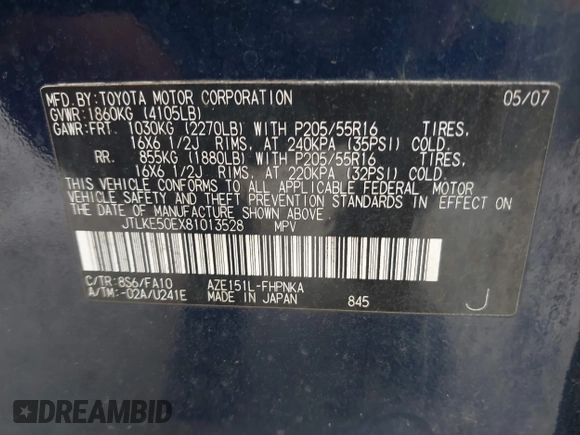 MFD. BY: TOYOTA MOTOR CORPORATION 05/07
GVWR: 1860KG (4105LB)
GAWR: FRT. 1030KG (2270LB) WITH P205/55R16 TIRES,
16X6 1/2J RIMS, AT 240KPA (35PSI) COLD.
RR. 855KG (1880LB) WITH P205/55R16 TIRES,
16X6 1/2J RIMS, AT 220KPA (32PSI) COLD.
THIS VEHICLE CONFORMS TO ALL APPLICABLE FEDERAL MOTOR
VEHICLE SAFETY AND THEFT PREVENTION STANDARDS IN EFFECT ON
THE DATE OF MANUFACTURE SHOWN ABOVE.
JTLKE50EX81013528 MPV
C/TR: 8S6/FA10 AZE151L-FHPNKA
A/TM: -02A/U241E MADE IN JAPAN 845 J
DREAMBID